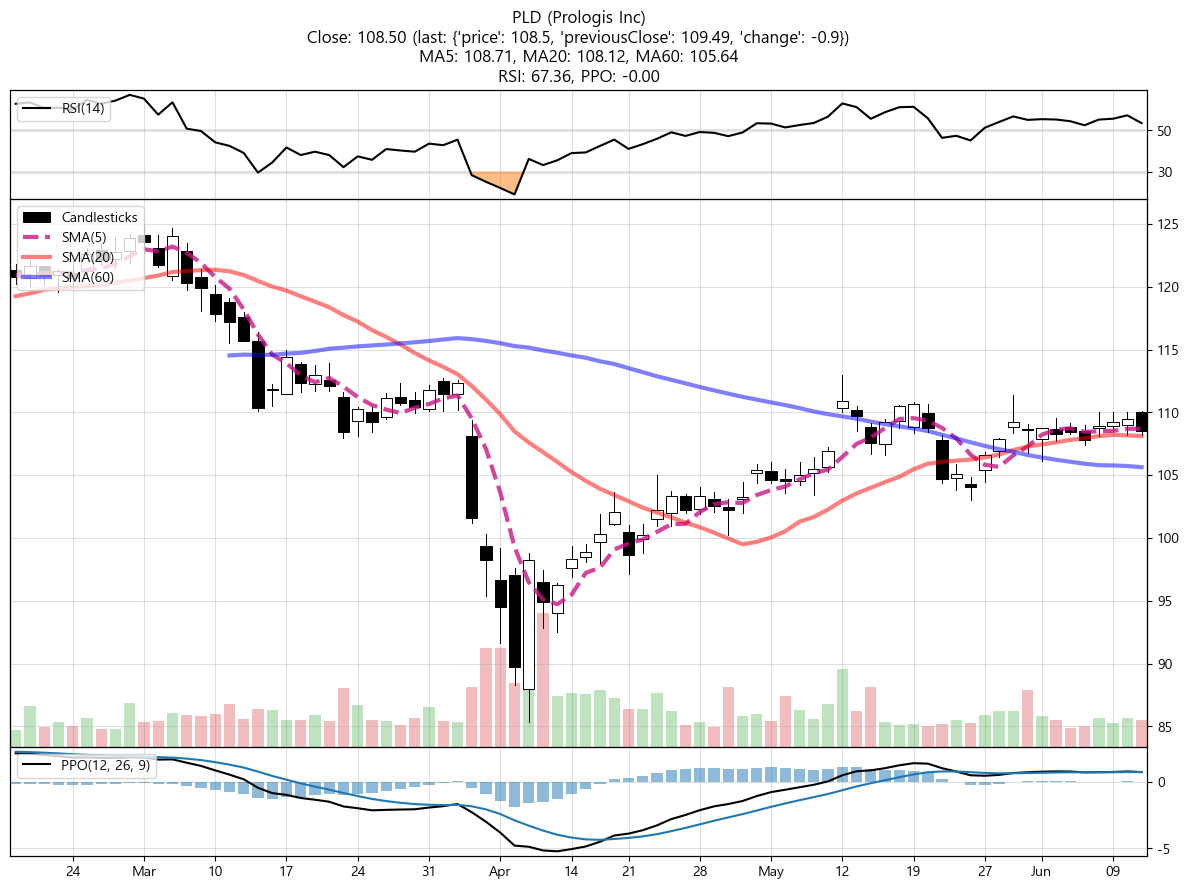 PLD (Prologis Inc)
Close: 108.50 (last: {'price': 108.5, 'previousClose': 109.49, 'change': -0.9})
MA5: 108.71, MA20: 108.12, MA60: 105.64
RSI: 67.36, PPO: -0.00
RSI(14)
50
30
Candlesticks
SMA(5)
SMA(20)
SMA(60)
125
120
115
110
105
100
95
90
85
PPO(12, 26, 9)
0
-5
24 Mar 10 17 24 31 Apr 14 21 28 May 12 19 27 Jun 09